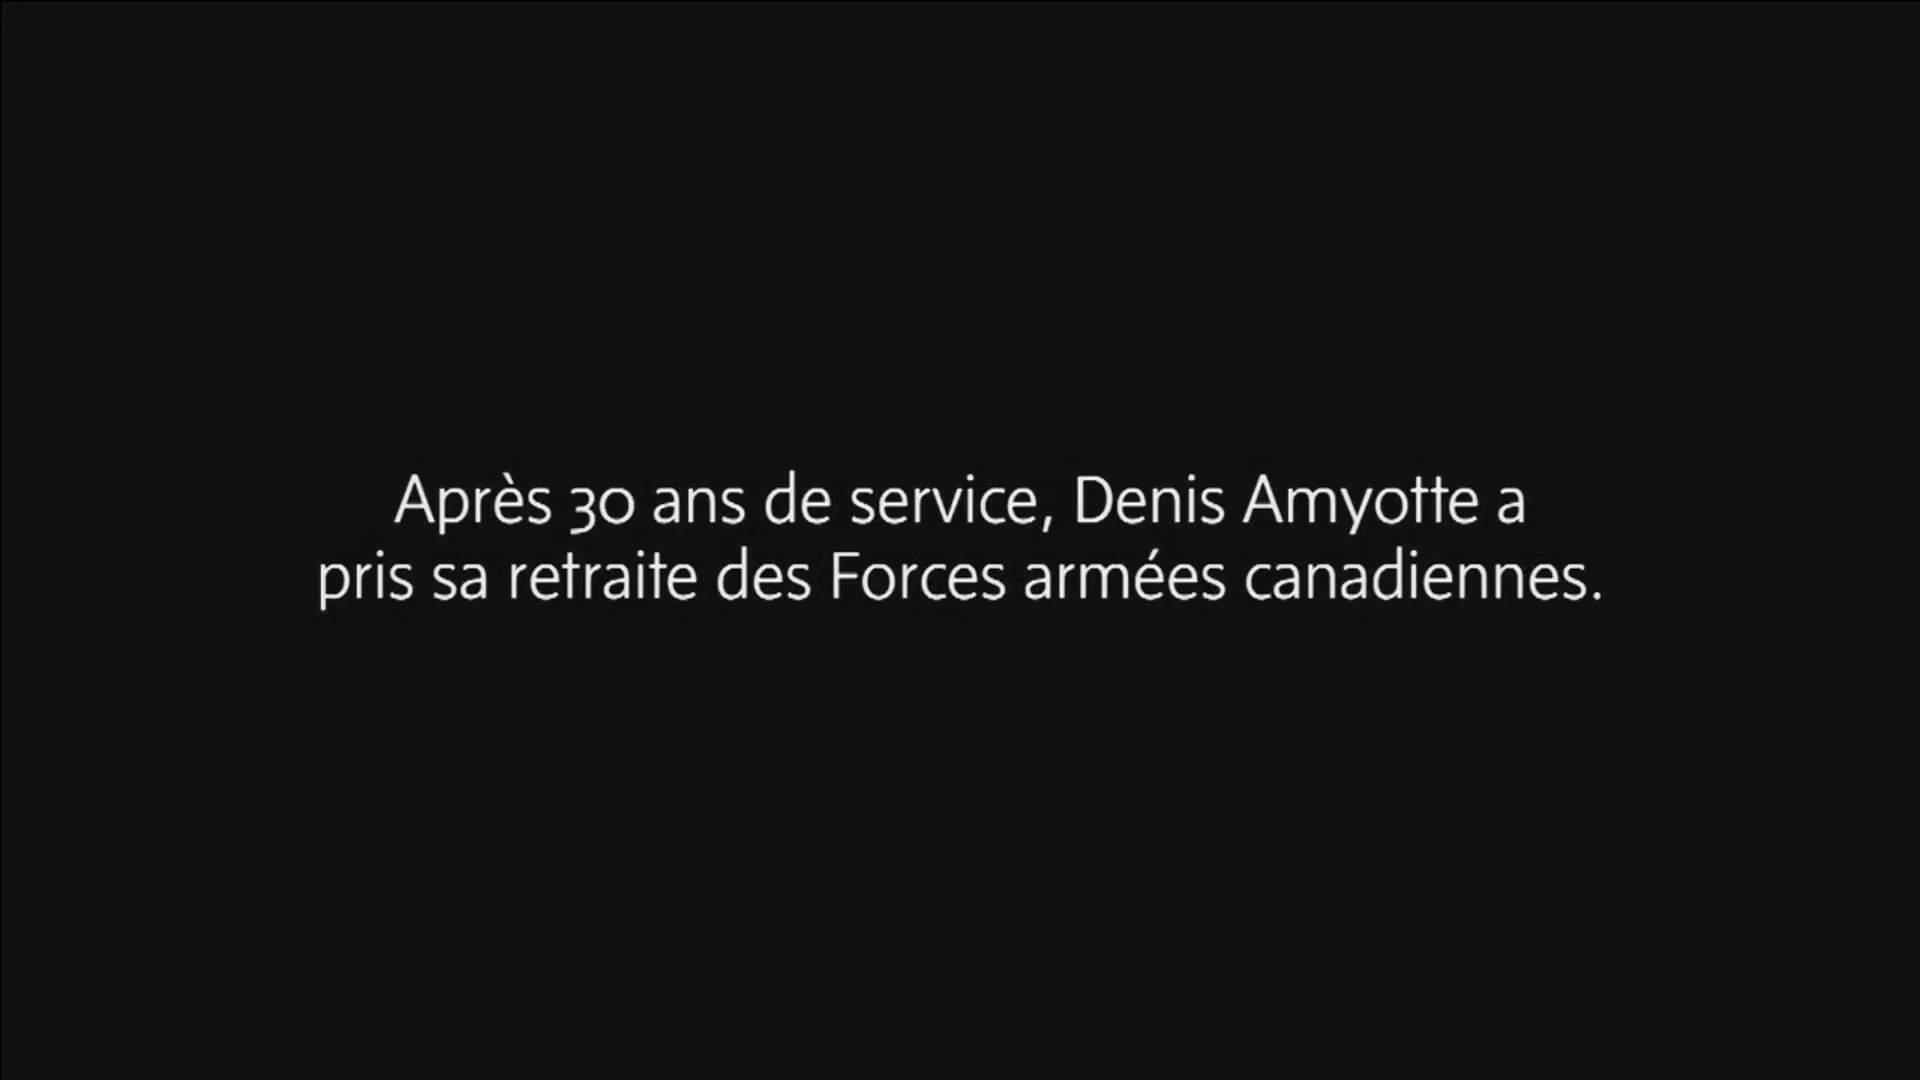 Après 30 ans de service, Denis Amyotte a
pris sa retraite des Forces armées canadiennes.